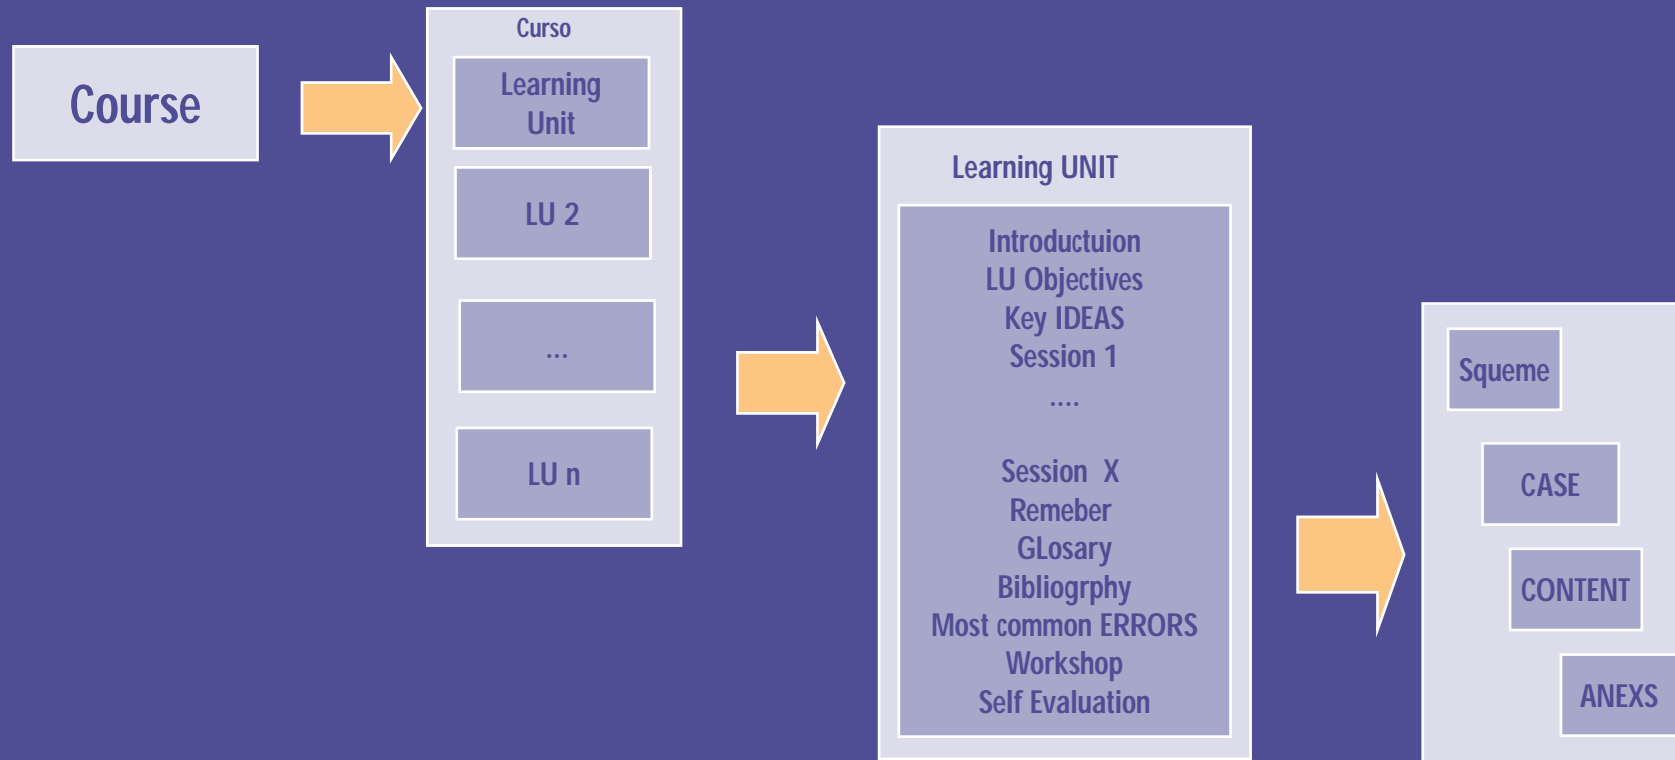 Course
Curso
Learning
Unit
LU 2
...
LU n
Learning UNIT
Introductuion
LU Objectives
Key IDEAS
Session 1
....
Session X
Remeber
GLosary
Bibliogrphy
Most common ERRORS
Workshop
Self Evaluation
Squeme
CASE
CONTENT
ANEXS